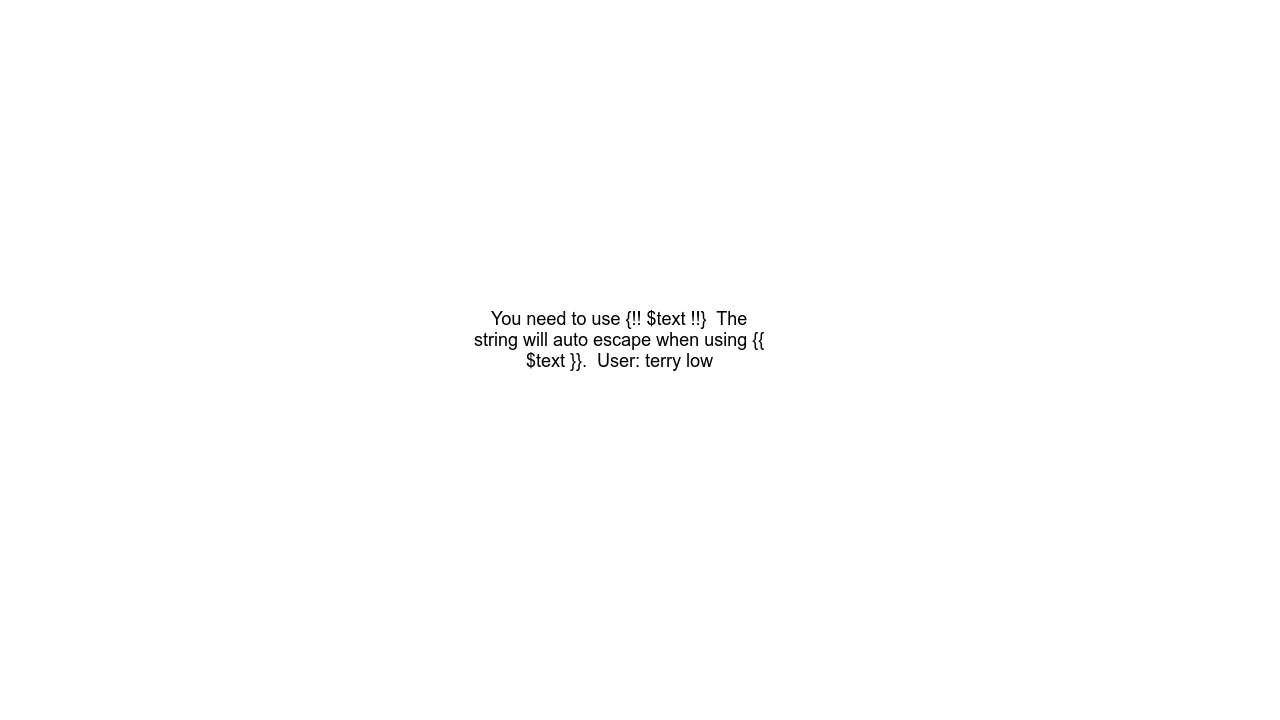 You need to use {!! $text !!}  The
string will auto escape when using {{
$text }}.  User: terry low